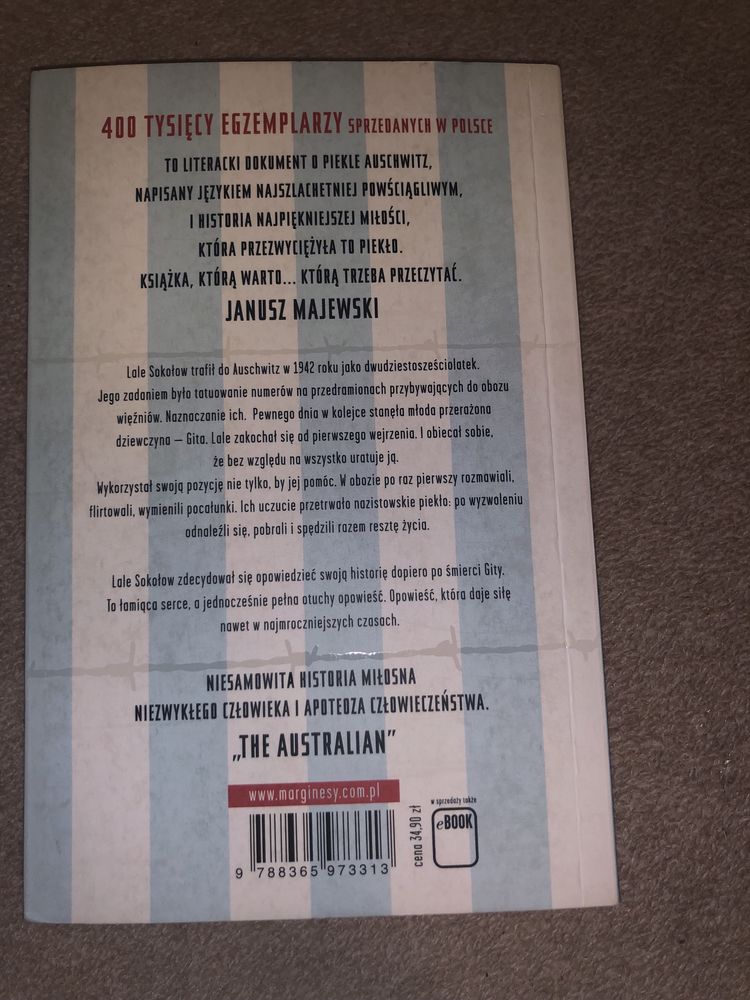 400 TYSIĘCY EGZEMPLARZY SPRZEDANYCH W POLSCE
TO LITERACKI DOKUMENT O PIEKLE AUSCHWITZ,
NAPISANY JĘZYKIEM NAJSZLACHETNIEJ POWŚCIĄGLIWYM,
I HISTORIA NAJPIĘKNIEJSZEJ MIŁOŚCI,
KTÓRA PRZEZWYCIĘŻYŁA TO PIEKŁO.
KSIĄŻKA, KTÓRĄ WARTO... KTÓRĄ TRZEBA PRZECZYTAĆ.
JANUSZ MAJEWSKI
Lale Sokołow trafił do Auschwitz w 1942 roku jako dwudziestosześciolatek.
Jego zadaniem było tatuowanie numerów na przedramionach przybywających do obozu
więźniów. Naznaczanie ich. Pewnego dnia w kolejce stanęła młoda przerażona
dziewczyna – Gita. Lale zakochał się od pierwszego wejrzenia. I obiecał sobie,
że bez względu na wszystko uratuje ją.
Wykorzystał swoją pozycję nie tylko, by jej pomóc. W obozie po raz pierwszy rozmawiali,
flirtowali, wymienili pocałunki. Ich uczucie przetrwało nazistowskie piekło: po wyzwoleniu
odnaleźli się, pobrali i spędzili razem resztę życia.
Lale Sokołow zdecydował się opowiedzieć swoją historię dopiero po śmierci Gity.
To łamiąca serce, a jednocześnie pełna otuchy opowieść. Opowieść, która daje siłę
nawet w najmroczniejszych czasach.
NIESAMOWITA HISTORIA MIŁOSNA
NIEZWYKŁEGO CZŁOWIEKA I APOTEOZA CZŁOWIECZEŃSTWA.
„THE AUSTRALIAN”
www.marginesy.com.pl
9 788365 973313
cena 34,90 zł
w sprzedaży także
eBOOK